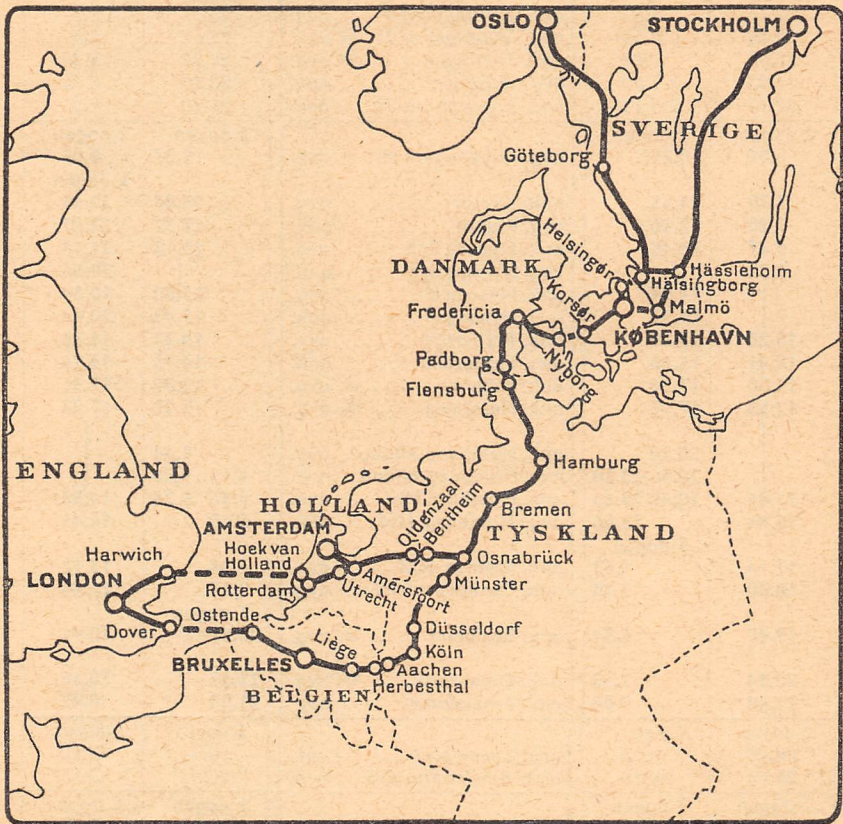 OSLO
STOCKHOLM
SVERIGE
Göteborg
Helsingør
DANMARK
Hässleholm
Hälsingborg
Korsør
Fredericia
Malmö
KØBENHAVN
Nyborg
Padborg
Flensburg
ENGLAND
Hamburg
HOLLAND
Oldenzaal
Bentheim
Bremen
AMSTERDAM
TYSKLAND
Harwich
Hoek van
Holland
Osnabrück
LONDON
Rotterdam
Utrecht
Amersfoort
Münster
Ostende
Dover
Liège
Düsseldorf
BRUXELLES
Köln
Aachen
Herbesthal
BELGIEN